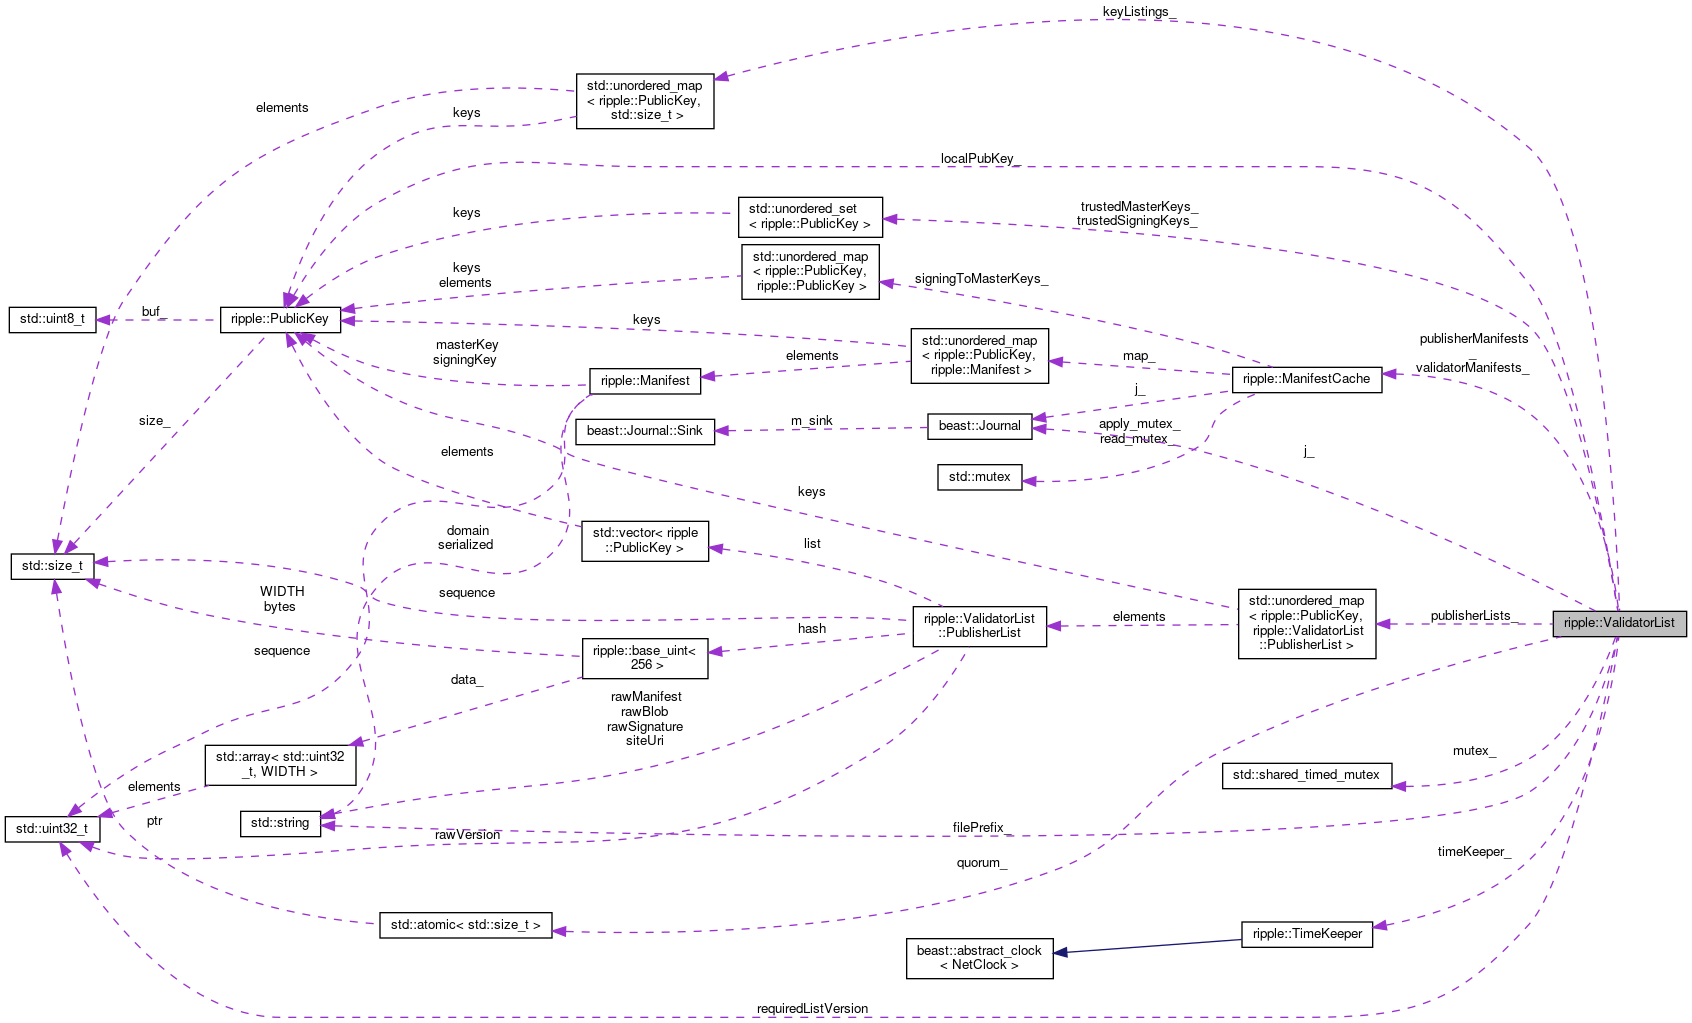 keyListings_
std::unordered_map
< ripple::PublicKey,
std::size_t >
elements
keys
localPubKey_
std::unordered_set
< ripple::PublicKey >
keys
trustedMasterKeys_
trustedSigningKeys_
std::unordered_map
< ripple::PublicKey,
ripple::PublicKey >
keys
elements
signingToMasterKeys_
std::uint8_t
buf_
ripple::PublicKey
keys
std::unordered_map
< ripple::PublicKey,
ripple::Manifest >
masterKey
signingKey
elements
map_
publisherManifests
_
validatorManifests_
ripple::Manifest
ripple::ManifestCache
j_
size_
beast::Journal::Sink
m_sink
beast::Journal
apply_mutex_
read_mutex_
j_
elements
std::mutex
keys
domain
serialized
std::vector< ripple
::PublicKey >
list
std::size_t
WIDTH
bytes
sequence
ripple::ValidatorList
::PublisherList
elements
std::unordered_map
< ripple::PublicKey,
ripple::ValidatorList
::PublisherList >
publisherLists_
ripple::ValidatorList
hash
sequence
ripple::base_uint<
256 >
data_
rawManifest
rawBlob
rawSignature
siteUri
std::array< std::uint32
_t, WIDTH >
elements
mutex_
std::shared_timed_mutex
ptr
std::uint32_t
std::string
rawVersion
filePrefix_
quorum_
timeKeeper_
std::atomic< std::size_t >
ripple::TimeKeeper
beast::abstract_clock
< NetClock >
requiredListVersion